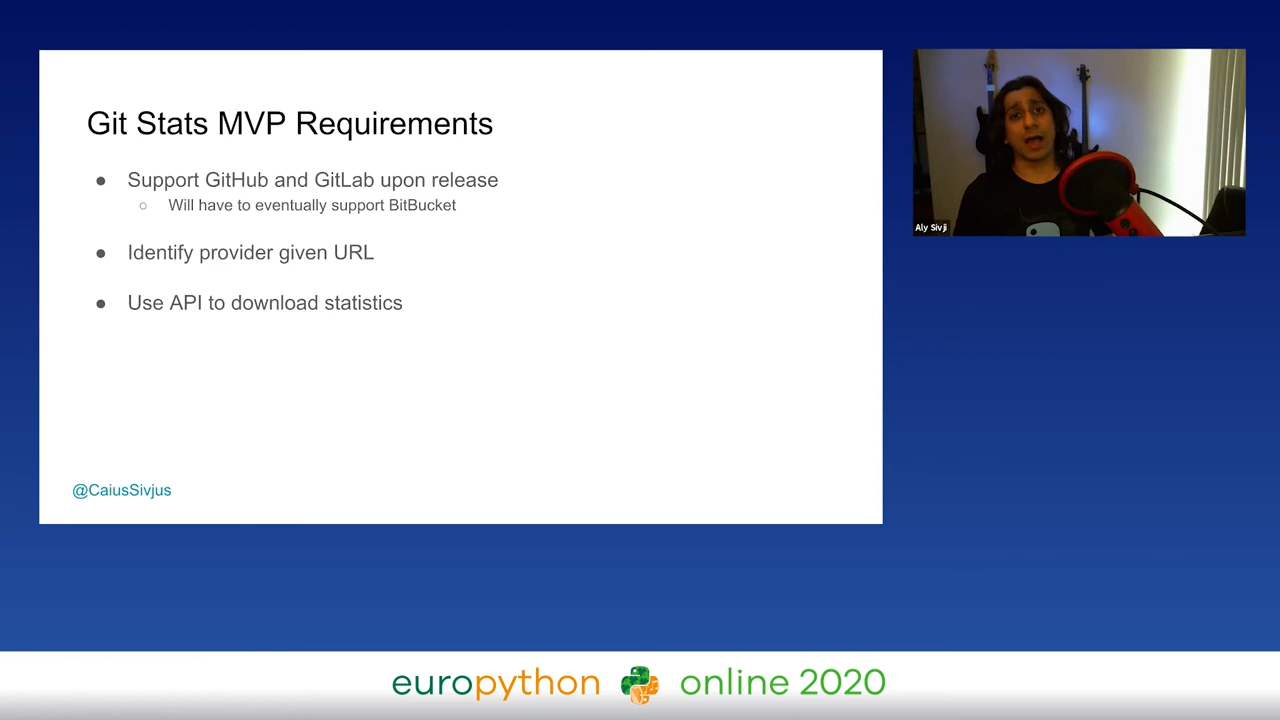 Git Stats MVP Requirements
● Support GitHub and GitLab upon release
○ Will have to eventually support BitBucket
● Identify provider given URL
● Use API to download statistics
@CaiusSivjus
Aly Sivji
europython online 2020